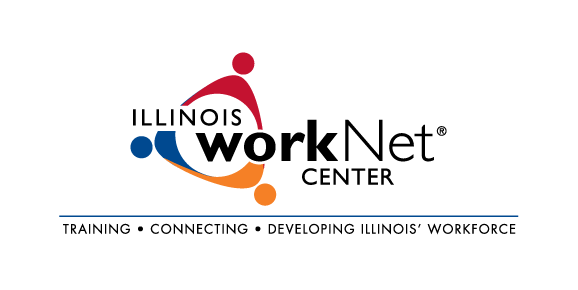 ILLINOIS
workNet®
CENTER
TRAINING • CONNECTING • DEVELOPING ILLINOIS' WORKFORCE